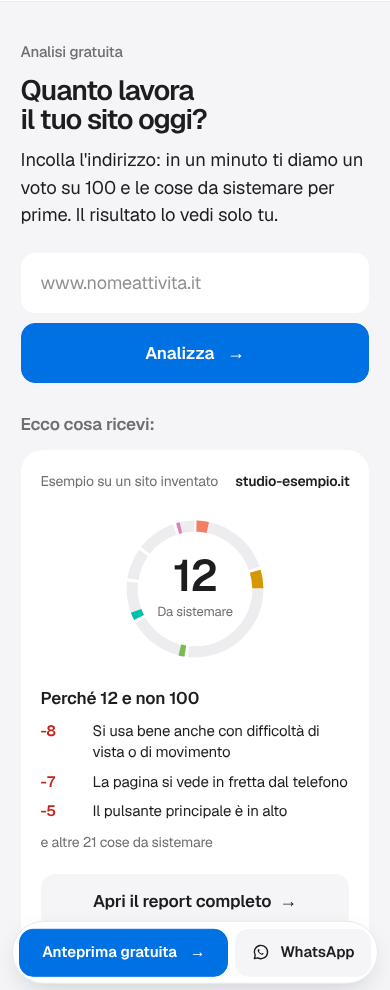 Analisi gratuita
Quanto lavora
il tuo sito oggi?
Incolla l'indirizzo: in un minuto ti diamo un
voto su 100 e le cose da sistemare per
prime. Il risultato lo vedi solo tu.
www.nomeattivita.it
Analizza →
Ecco cosa ricevi:
Esempio su un sito inventato studio-esempio.it
12
Da sistemare
Perché 12 e non 100
-8 Si usa bene anche con difficoltà di
vista o di movimento
-7 La pagina si vede in fretta dal telefono
-5 Il pulsante principale è in alto
e altre 21 cose da sistemare
Apri il report completo →
Anteprima gratuita → WhatsApp